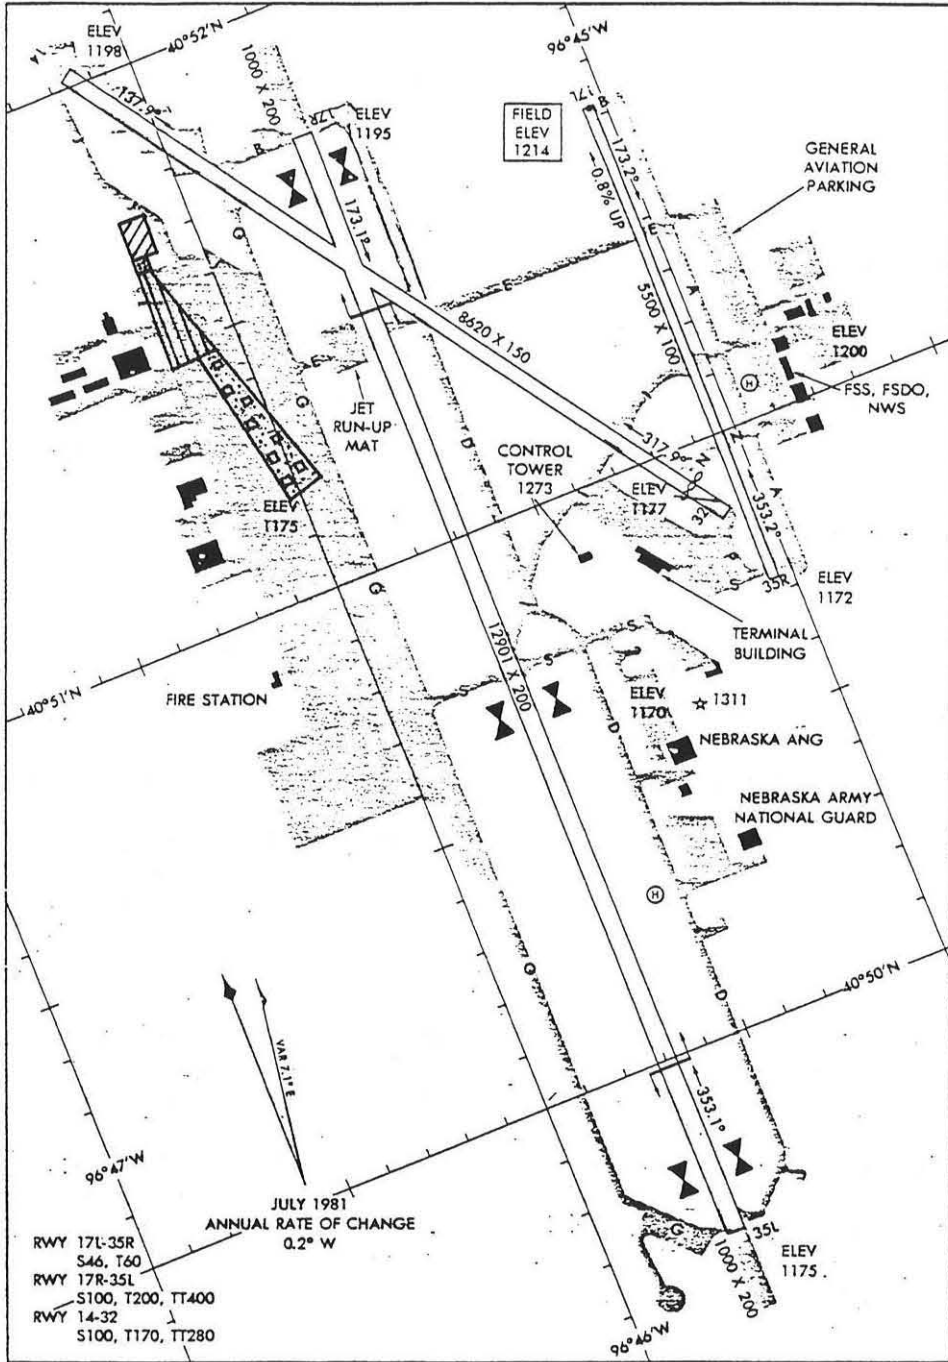 ELEV
1198
40°52'N
1000 X 200
96°45'W
137.9°
17R
ELEV
1195
B
FIELD
ELEV
1214
17L
B
173.2°
GENERAL
AVIATION
PARKING
0.8% UP
E
A
173.1°
G
E
5500 X 100
8620 X 150
ELEV
1200
FSS, FSDO,
NWS
H
E
JET
RUN-UP
MAT
G
D
CONTROL
TOWER
1273
317.9°
Z
Z
A
ELEV
1177
32
353.2°
ELEV
1175
G
S
35R
ELEV
1172
TERMINAL
BUILDING
12901 X 200
S
S
S
40°51'N
FIRE STATION
ELEV
1170
1311
D
NEBRASKA ANG
NEBRASKA ARMY
NATIONAL GUARD
H
G
D
40°50'N
VAR 7.1° E
353.1°
96°47'W
JULY 1981
ANNUAL RATE OF CHANGE
0.2° W
G
35L
ELEV
1175
1000 X 200
RWY 17L-35R
S46, T60
RWY 17R-35L
S100, T200, TT400
RWY 14-32
S100, T170, TT280
96°46'W